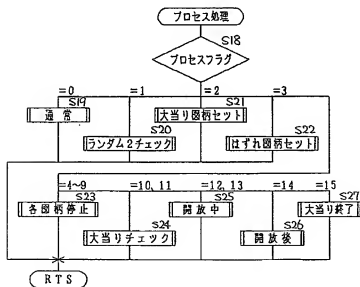 プロセス処理
S18
プロセスフラグ
=0 =1 =2 =3
S19 S21
通常 大当り図柄セット
S20 S22
ランダム2チェック はずれ図柄セット
=4~9 =10,11 =12,13 =14 =15
S23 S25 S27
各図柄停止 開放中 大当り終了
S24 S26
大当りチェック 開放後
RTS